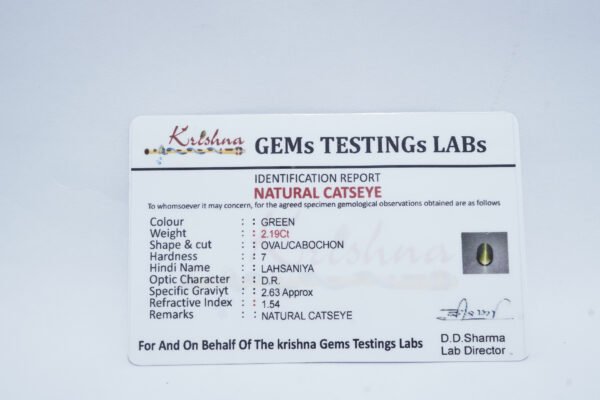 Krishna GEMs TESTINGs LABs
IDENTIFICATION REPORT
NATURAL CATSEYE
To whomsoever it may concern, for the agreed specimen gemological observations obtained are as follows
Colour : : GREEN
Weight : : 2.19Ct
Shape & cut : : OVAL/CABOCHON
Hardness : : 7
Hindi Name : : LAHSANIYA
Optic Character : : D.R.
Specific Graviyt : : 2.63 Approx
Refractive Index : : 1.54
Remarks : : NATURAL CATSEYE
Krishna
For And On Behalf Of The krishna Gems Testings Labs
D.D.Sharma
Lab Director